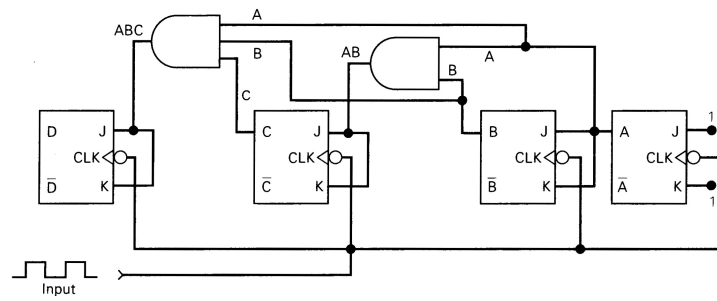 A
ABC
B
AB
A
B
C
D J
C J
B J
A J
1
CLK
CLK
CLK
CLK
D̅ K
C̅ K
B̅ K
A̅ K
1
Input